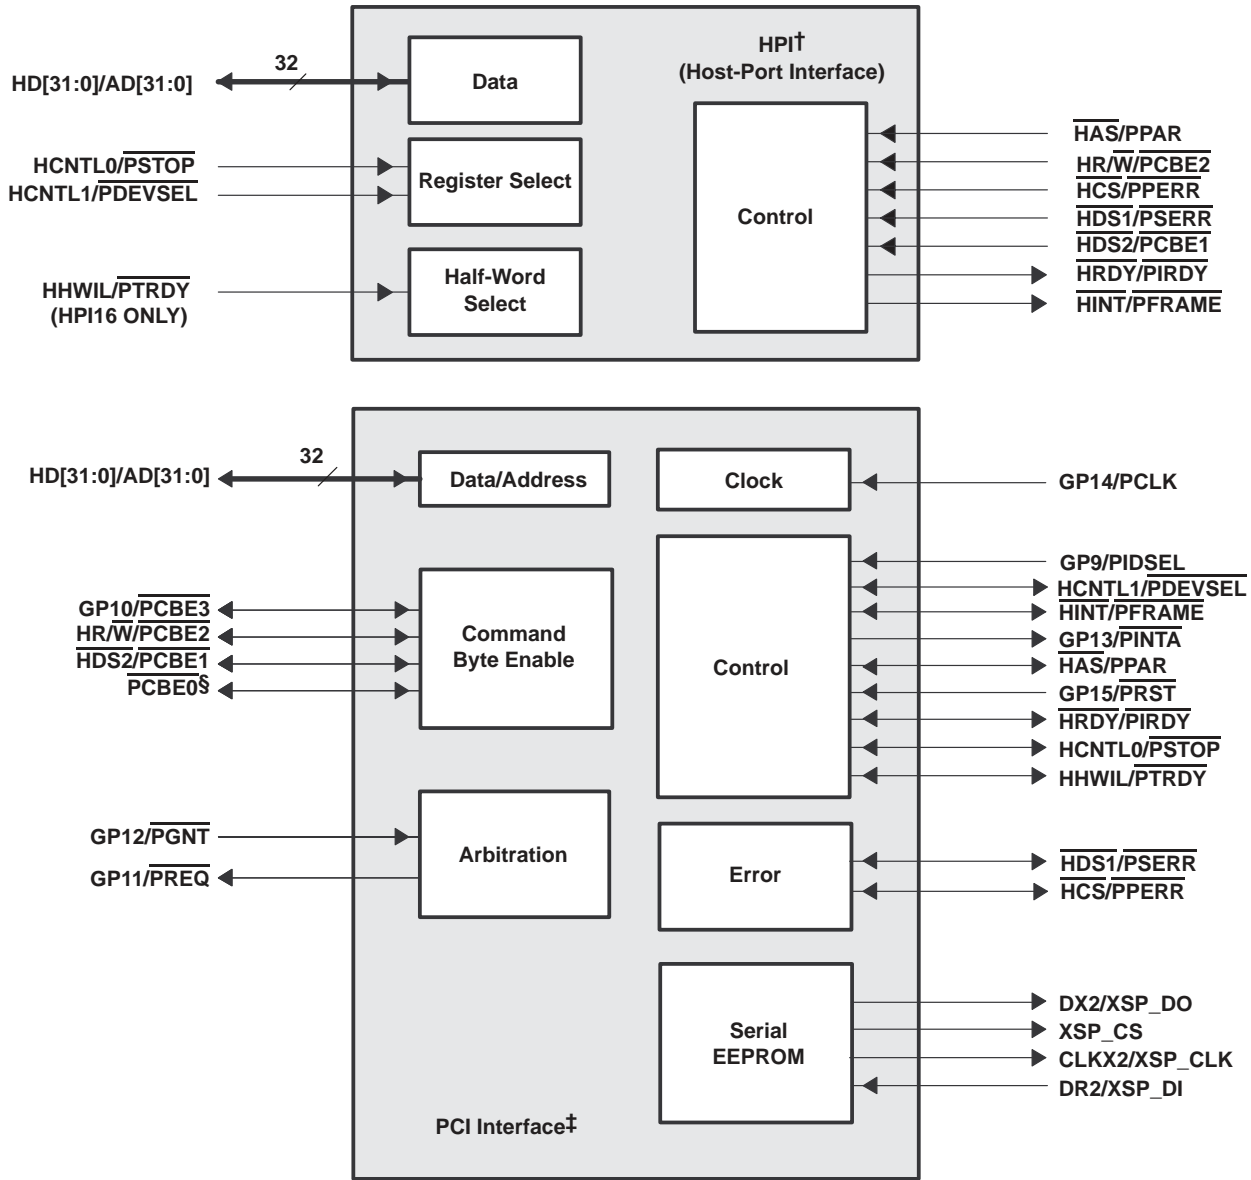 HPI†
(Host-Port Interface)
32
HD[31:0]/AD[31:0]
Data
HCNTL0/PSTOP
HCNTL1/PDEVSEL
Register Select
HHWIL/PTRDY
(HPI16 ONLY)
Half-Word
Select
Control
HAS/PPAR
HR/W/PCBE2
HCS/PPERR
HDS1/PSERR
HDS2/PCBE1
HRDY/PIRDY
HINT/PFRAME
32
HD[31:0]/AD[31:0]
Data/Address
Clock
GP14/PCLK
GP10/PCBE3
HR/W/PCBE2
HDS2/PCBE1
PCBE0§
Command
Byte Enable
Control
GP9/PIDSEL
HCNTL1/PDEVSEL
HINT/PFRAME
GP13/PINTA
HAS/PPAR
GP15/PRST
HRDY/PIRDY
HCNTL0/PSTOP
HHWIL/PTRDY
GP12/PGNT
GP11/PREQ
Arbitration
Error
HDS1/PSERR
HCS/PPERR
Serial
EEPROM
DX2/XSP_DO
XSP_CS
CLKX2/XSP_CLK
DR2/XSP_DI
PCI Interface‡